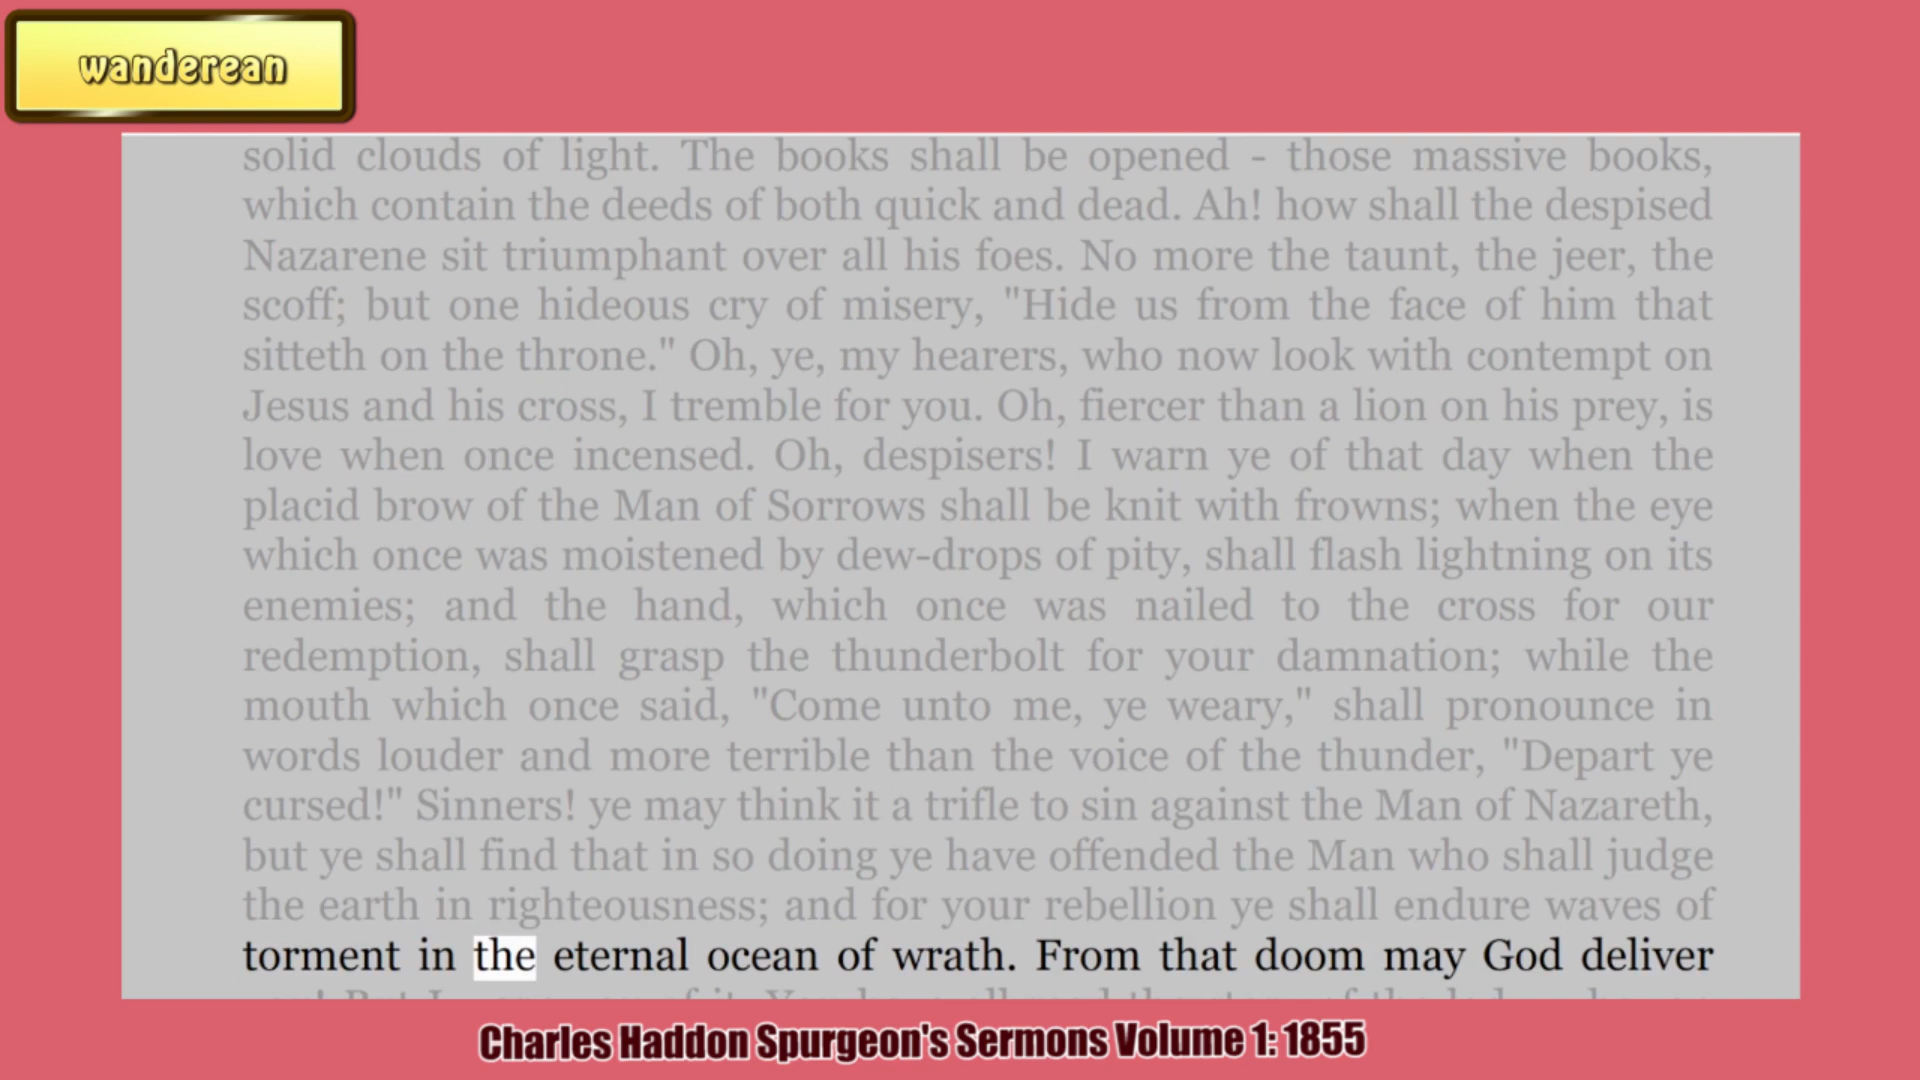 wanderean
solid clouds of light. The books shall be opened - those massive books,
which contain the deeds of both quick and dead. Ah! how shall the despised
Nazarene sit triumphant over all his foes. No more the taunt, the jeer, the
scoff; but one hideous cry of misery, "Hide us from the face of him that
sitteth on the throne." Oh, ye, my hearers, who now look with contempt on
Jesus and his cross, I tremble for you. Oh, fiercer than a lion on his prey, is
love when once incensed. Oh, despisers! I warn ye of that day when the
placid brow of the Man of Sorrows shall be knit with frowns; when the eye
which once was moistened by dew-drops of pity, shall flash lightning on its
enemies; and the hand, which once was nailed to the cross for our
redemption, shall grasp the thunderbolt for your damnation; while the
mouth which once said, "Come unto me, ye weary," shall pronounce in
words louder and more terrible than the voice of the thunder, "Depart ye
cursed!" Sinners! ye may think it a trifle to sin against the Man of Nazareth,
but ye shall find that in so doing ye have offended the Man who shall judge
the earth in righteousness; and for your rebellion ye shall endure waves of
torment in the eternal ocean of wrath. From that doom may God deliver
Charles Haddon Spurgeon's Sermons Volume 1: 1855